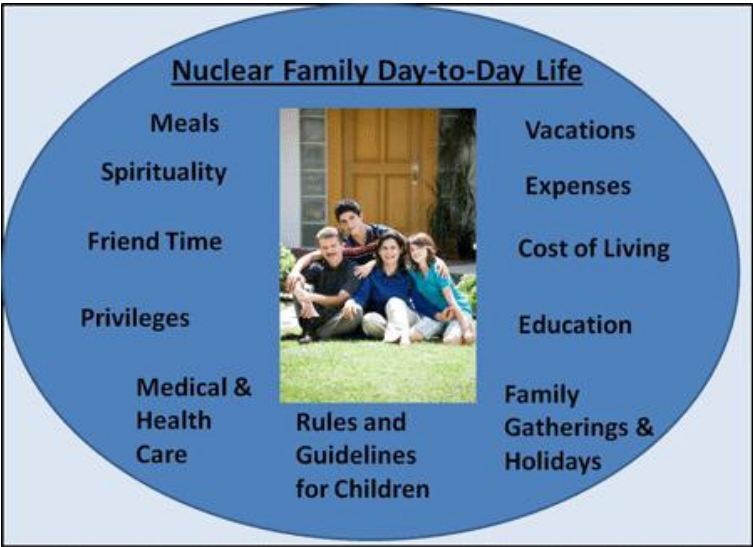 Nuclear Family Day-to-Day Life
Meals
Spirituality
Friend Time
Privileges
Medical &
Health
Care
Rules and
Guidelines
for Children
Vacations
Expenses
Cost of Living
Education
Family
Gatherings &
Holidays